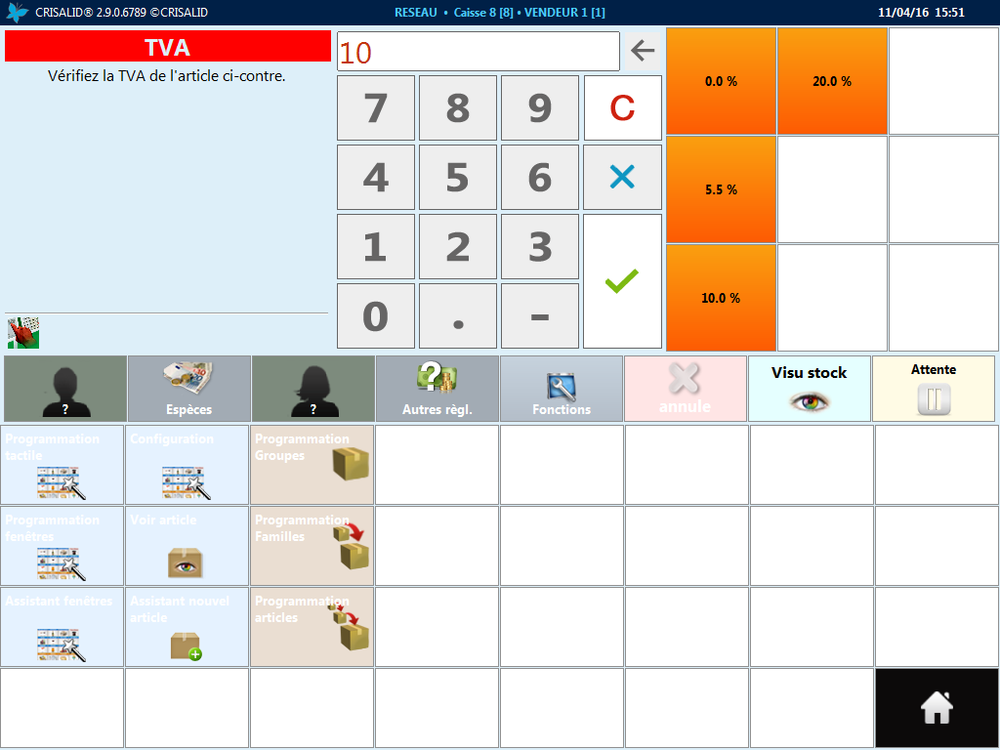 CRISALID® 2.9.0.6789 ©CRISALID
RESEAU • Caisse 8 [8] • VENDEUR 1 [1]
11/04/16 15:51
TVA
Vérifiez la TVA de l'article ci-contre.
10
7 8 9 C
4 5 6
1 2 3
0 . -
0.0 %
20.0 %
5.5 %
10.0 %
?
Espèces
?
Autres règl.
Fonctions
annule
Visu stock
Attente
Programmation
tactile
Configuration
Programmation
Groupes
Programmation
fenêtres
Voir article
Programmation
Familles
Assistant fenêtres
Assistant nouvel
article
Programmation
articles